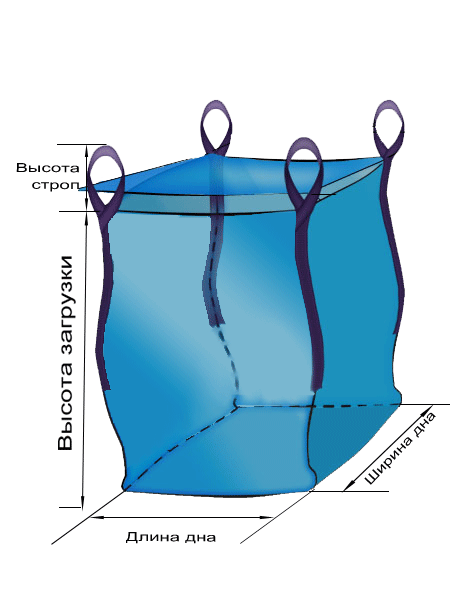 Высота
строп
Высота загрузки
Ширина дна
Длина дна